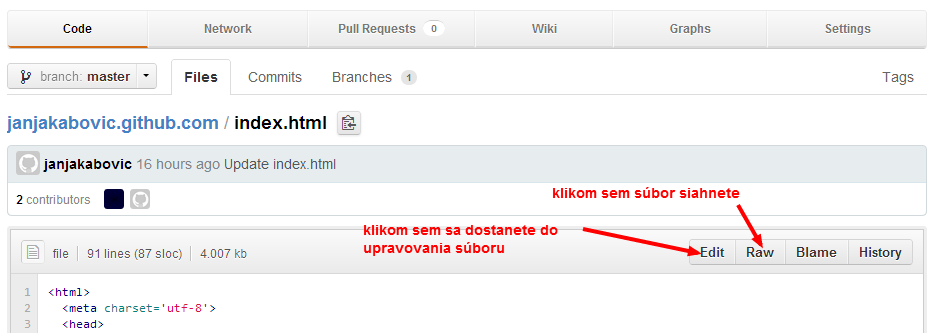 Code Network Pull Requests 0 Wiki Graphs Settings
branch: master Files Commits Branches 1 Tags
janjakabovic.github.com / index.html
janjakabovic 16 hours ago Update index.html
2 contributors
klikom sem súbor siahnete
klikom sem sa dostanete do
upravovania súboru
file 91 lines (87 sloc) 4.007 kb Edit Raw Blame History
1 <html>
2 <meta charset='utf-8'>
3 <head>